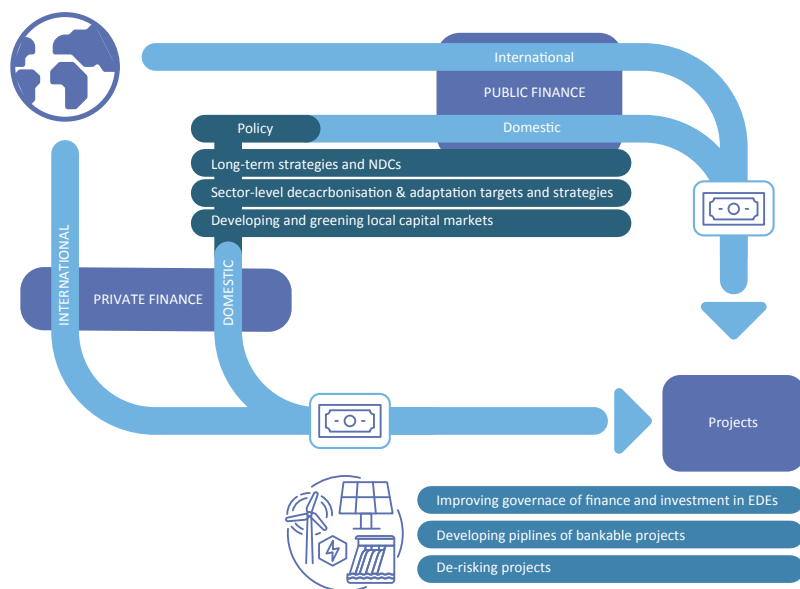 International
PUBLIC FINANCE
Policy
Domestic
Long-term strategies and NDCs
Sector-level decacrbonisation & adaptation targets and strategies
Developing and greening local capital markets
INTERNATIONAL
PRIVATE FINANCE
DOMESTIC
Projects
Improving governace of finance and investment in EDEs
Developing piplines of bankable projects
De-risking projects